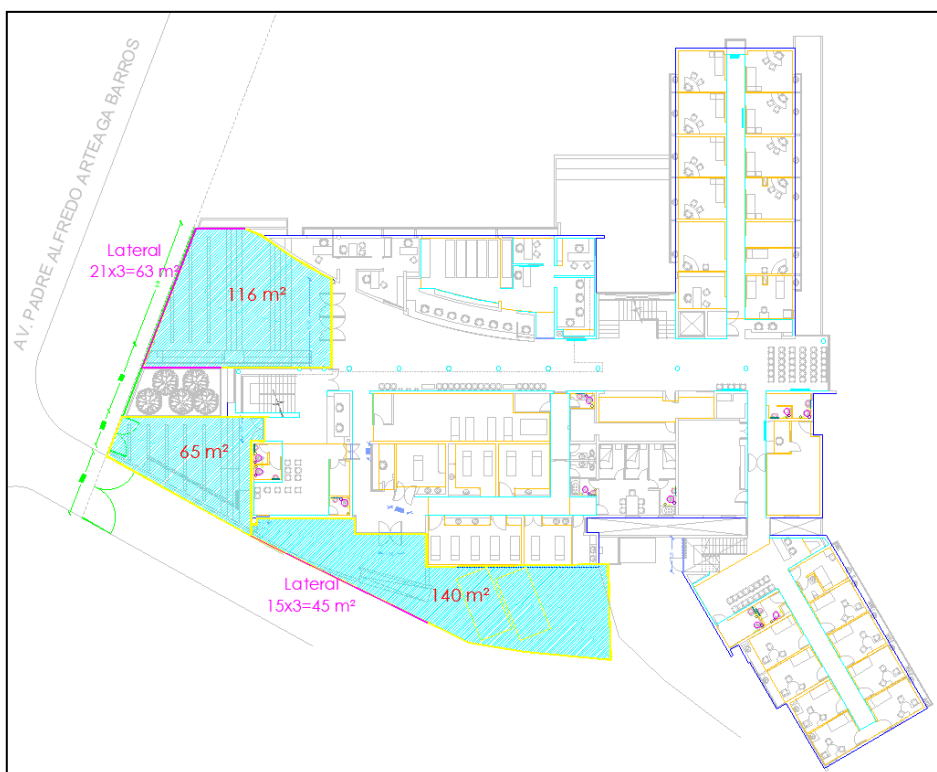 AV. PADRE ALFREDO ARTEAGA BARROS
Lateral
21x3=63 m²
116 m²
65 m²
Lateral
15x3=45 m²
140 m²